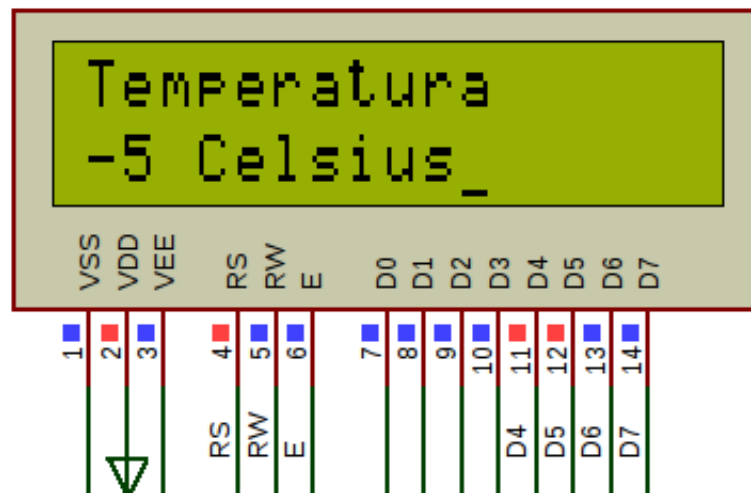 Temperatura
-5 Celsius_
VSS VDD VEE RS RW E D0 D1 D2 D3 D4 D5 D6 D7
1 2 3 4 5 6 7 8 9 10 11 12 13 14
RS RW E D4 D5 D6 D7